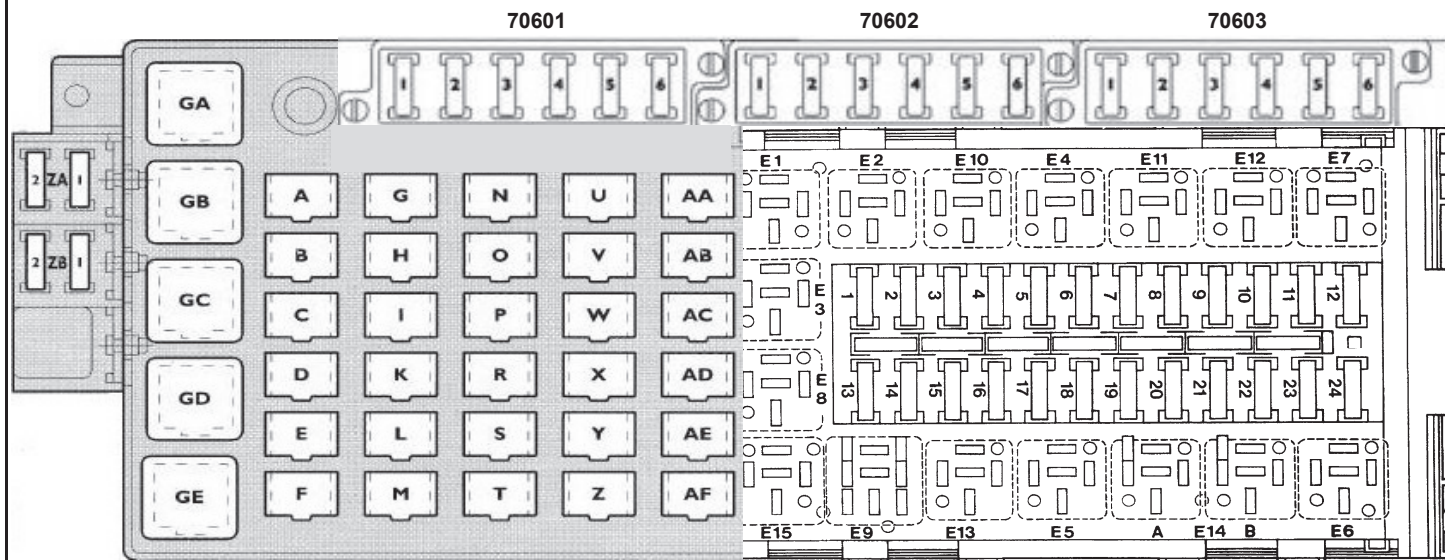 70601 70602 70603
1 2 3 4 5 6 1 2 3 4 5 6 1 2 3 4 5 6
GA
2 ZA 1
GB
2 ZB 1
GC
GD
GE
A G N U AA
B H O V AB
C I P W AC
D K R X AD
E L S Y AE
F M T Z AF
E1 E2 E10 E4 E11 E12 E7
E3
E8
1 2 3 4 5 6 7 8 9 10 11 12
13 14 15 16 17 18 19 20 21 22 23 24
E15 E9 E13 E5 A E14 B E6